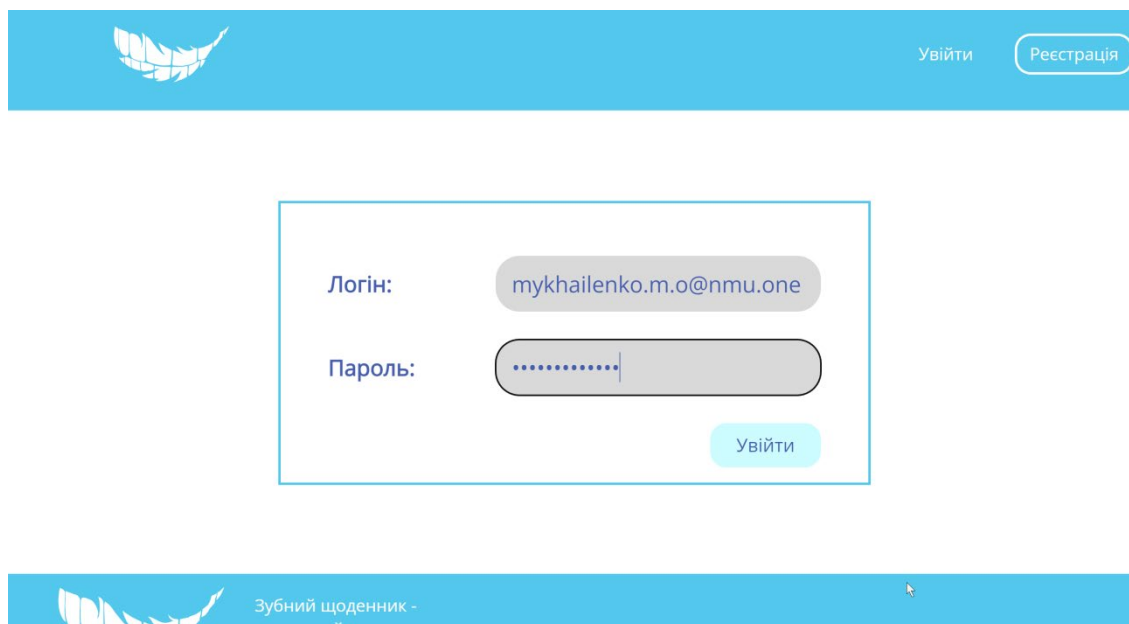 Увійти
Реєстрація
Логін:
mykhailenko.m.o@nmu.one
Пароль:
•••••••••••••
Увійти
Зубний щоденник -